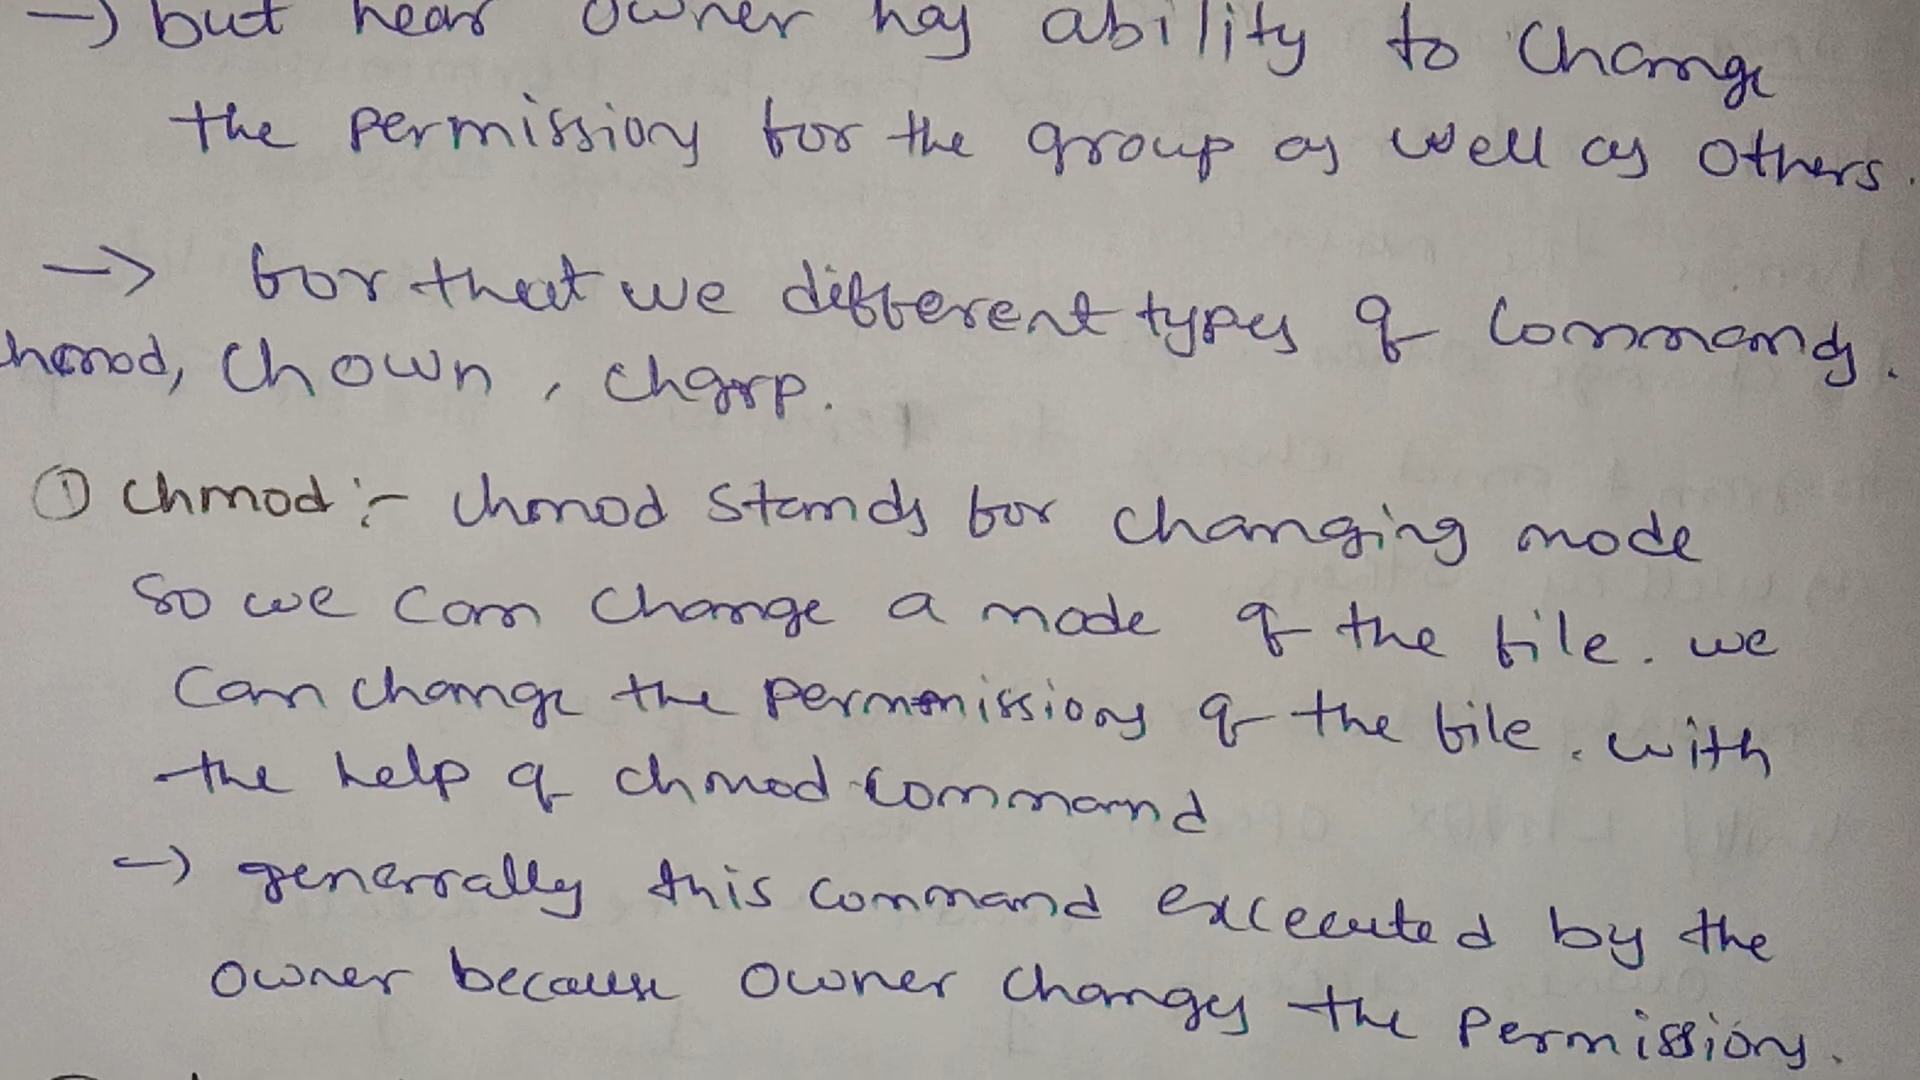 → but hear owner has ability to change
the permissions for the group as well as others.
→ for that we different types of commands.
hmod, chown, chgrp.
① chmod :- chmod stands for changing mode
so we can change a mode of the file. we
can change the permmissions of the file. with
the help of chmod command
→ generrally this command excecuted by the
owner because owner changes the permissions.